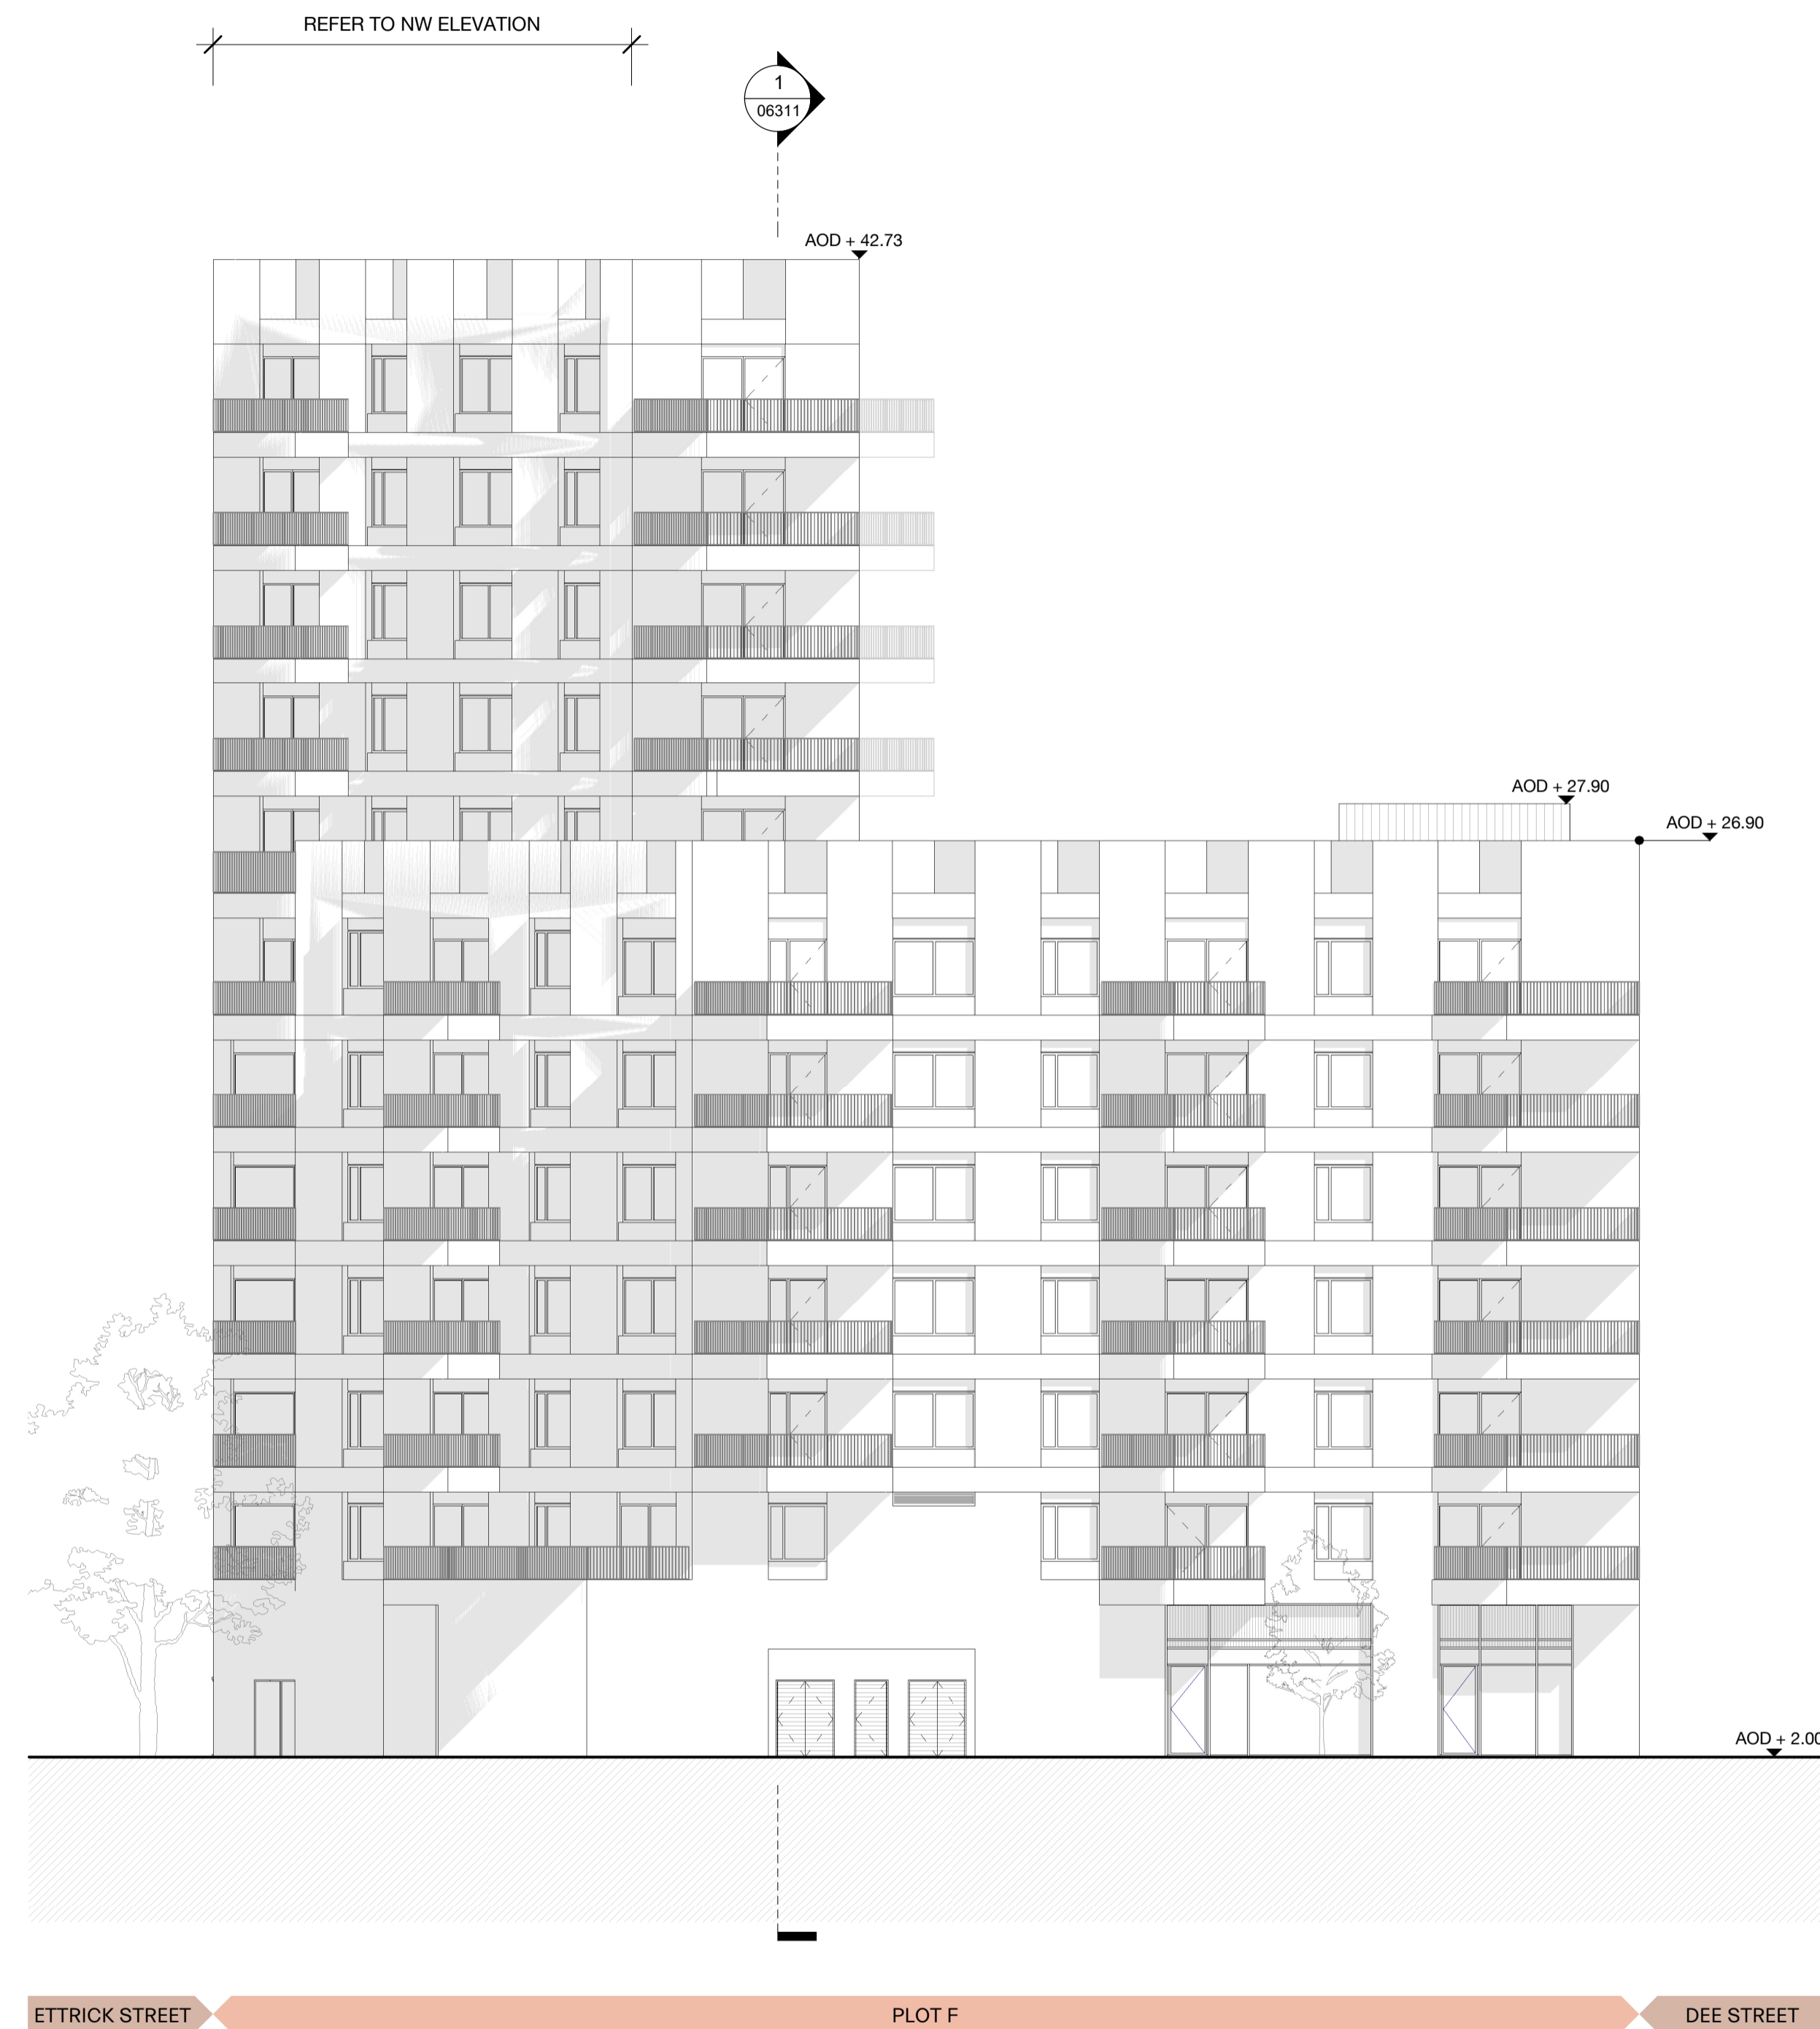 REFER TO NW ELEVATION
1
06311
AOD + 42.73
AOD + 27.90
AOD + 26.90
AOD + 2.00
ETTRICK STREET
PLOT F
DEE STREET